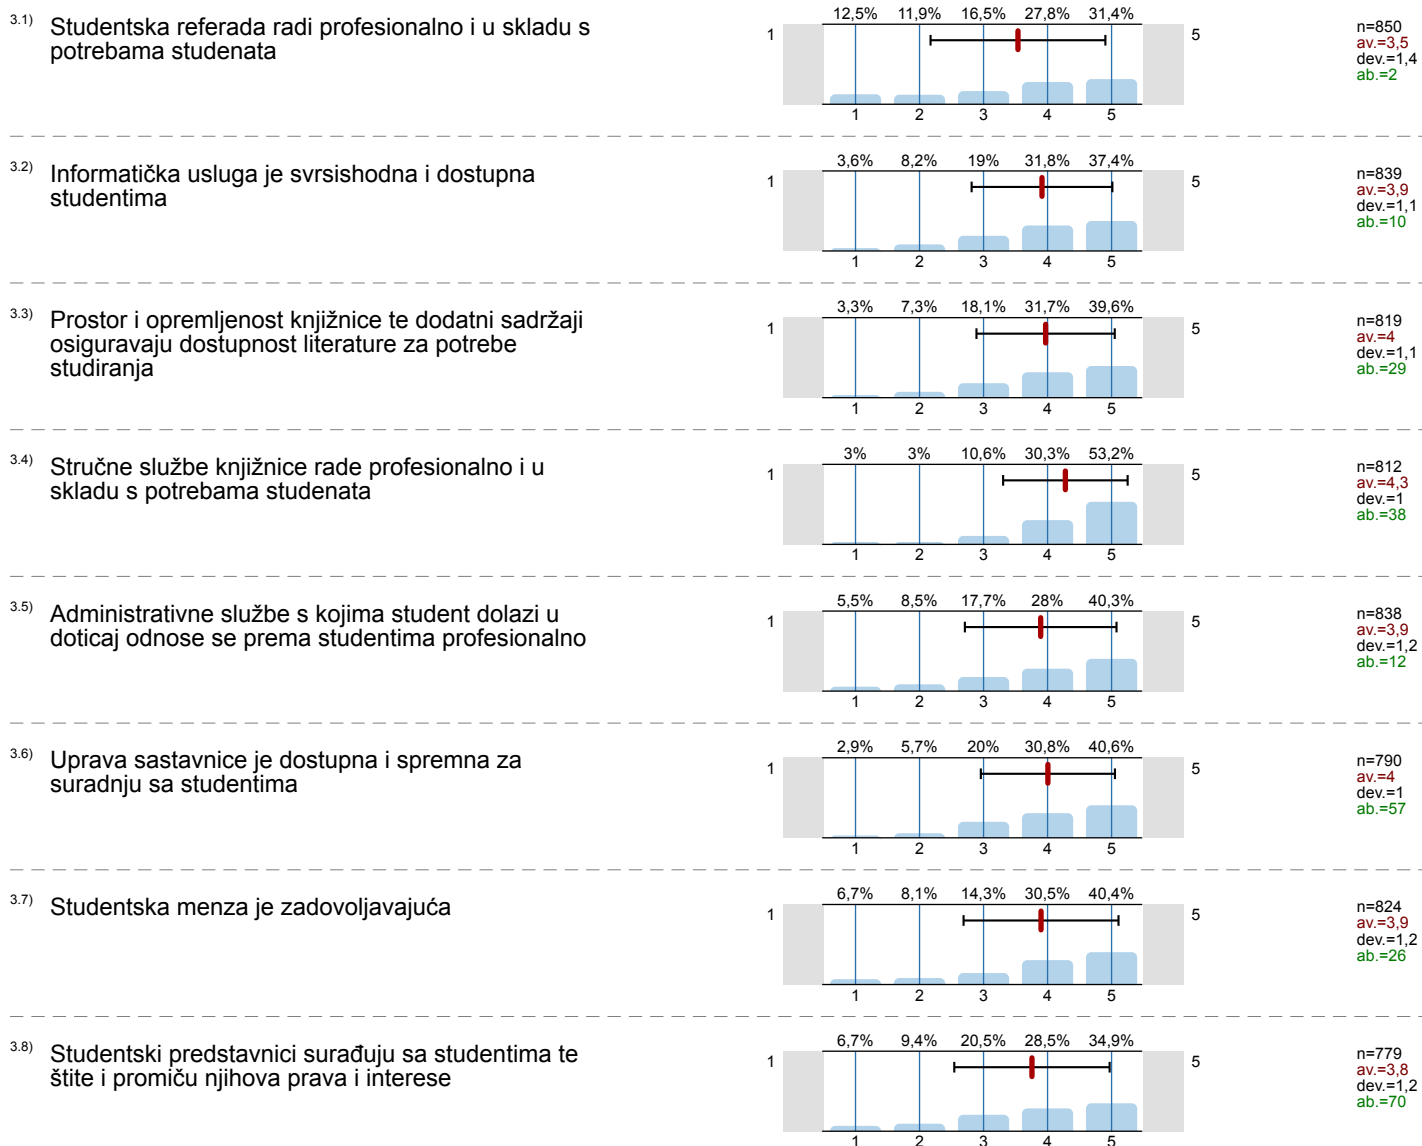 3.1) Studentska referada radi profesionalno i u skladu s
potrebama studenata
12,5% 11,9% 16,5% 27,8% 31,4%
1 5
1 2 3 4 5
n=850
av.=3,5
dev.=1,4
ab.=2
3.2) Informatička usluga je svrsishodna i dostupna
studentima
3,6% 8,2% 19% 31,8% 37,4%
1 5
1 2 3 4 5
n=839
av.=3,9
dev.=1,1
ab.=10
3.3) Prostor i opremljenost knjižnice te dodatni sadržaji
osiguravaju dostupnost literature za potrebe
studiranja
3,3% 7,3% 18,1% 31,7% 39,6%
1 5
1 2 3 4 5
n=819
av.=4
dev.=1,1
ab.=29
3.4) Stručne službe knjižnice rade profesionalno i u
skladu s potrebama studenata
3% 3% 10,6% 30,3% 53,2%
1 5
1 2 3 4 5
n=812
av.=4,3
dev.=1
ab.=38
3.5) Administrativne službe s kojima student dolazi u
doticaj odnose se prema studentima profesionalno
5,5% 8,5% 17,7% 28% 40,3%
1 5
1 2 3 4 5
n=838
av.=3,9
dev.=1,2
ab.=12
3.6) Uprava sastavnice je dostupna i spremna za
suradnju sa studentima
2,9% 5,7% 20% 30,8% 40,6%
1 5
1 2 3 4 5
n=790
av.=4
dev.=1
ab.=57
3.7) Studentska menza je zadovoljavajuća
6,7% 8,1% 14,3% 30,5% 40,4%
1 5
1 2 3 4 5
n=824
av.=3,9
dev.=1,2
ab.=26
3.8) Studentski predstavnici surađuju sa studentima te
štite i promiču njihova prava i interese
6,7% 9,4% 20,5% 28,5% 34,9%
1 5
1 2 3 4 5
n=779
av.=3,8
dev.=1,2
ab.=70